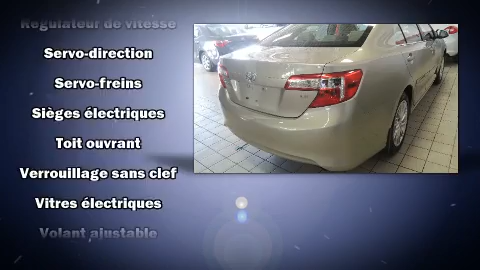 Régulateur de vitesse
Servo-direction
Servo-freins
Sièges électriques
Toit ouvrant
Verrouillage sans clef
Vitres électriques
Volant ajustable